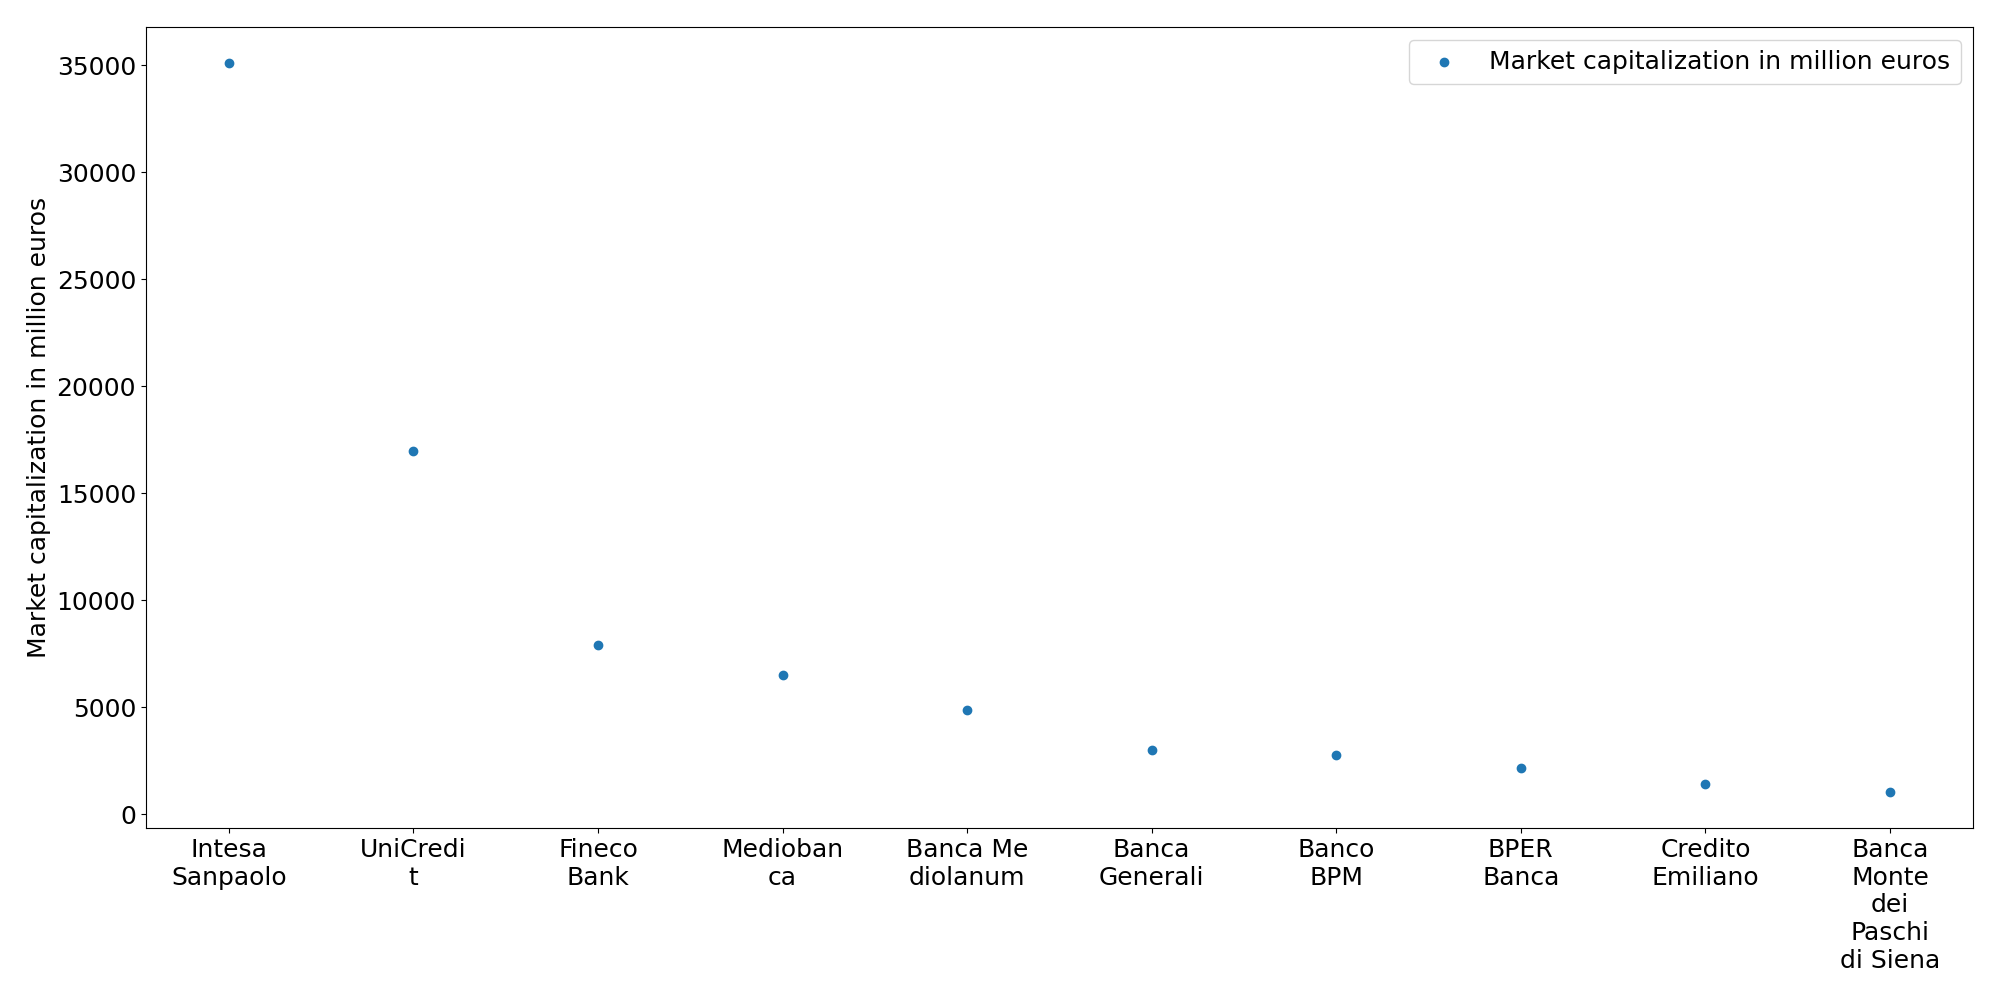 Market capitalization in million euros
Market capitalization in million euros
35000
30000
25000
20000
15000
10000
5000
0
Intesa
Sanpaolo
UniCredi
t
Fineco
Bank
Medioban
ca
Banca Me
diolanum
Banca
Generali
Banco
BPM
BPER
Banca
Credito
Emiliano
Banca
Monte
dei
Paschi
di Siena